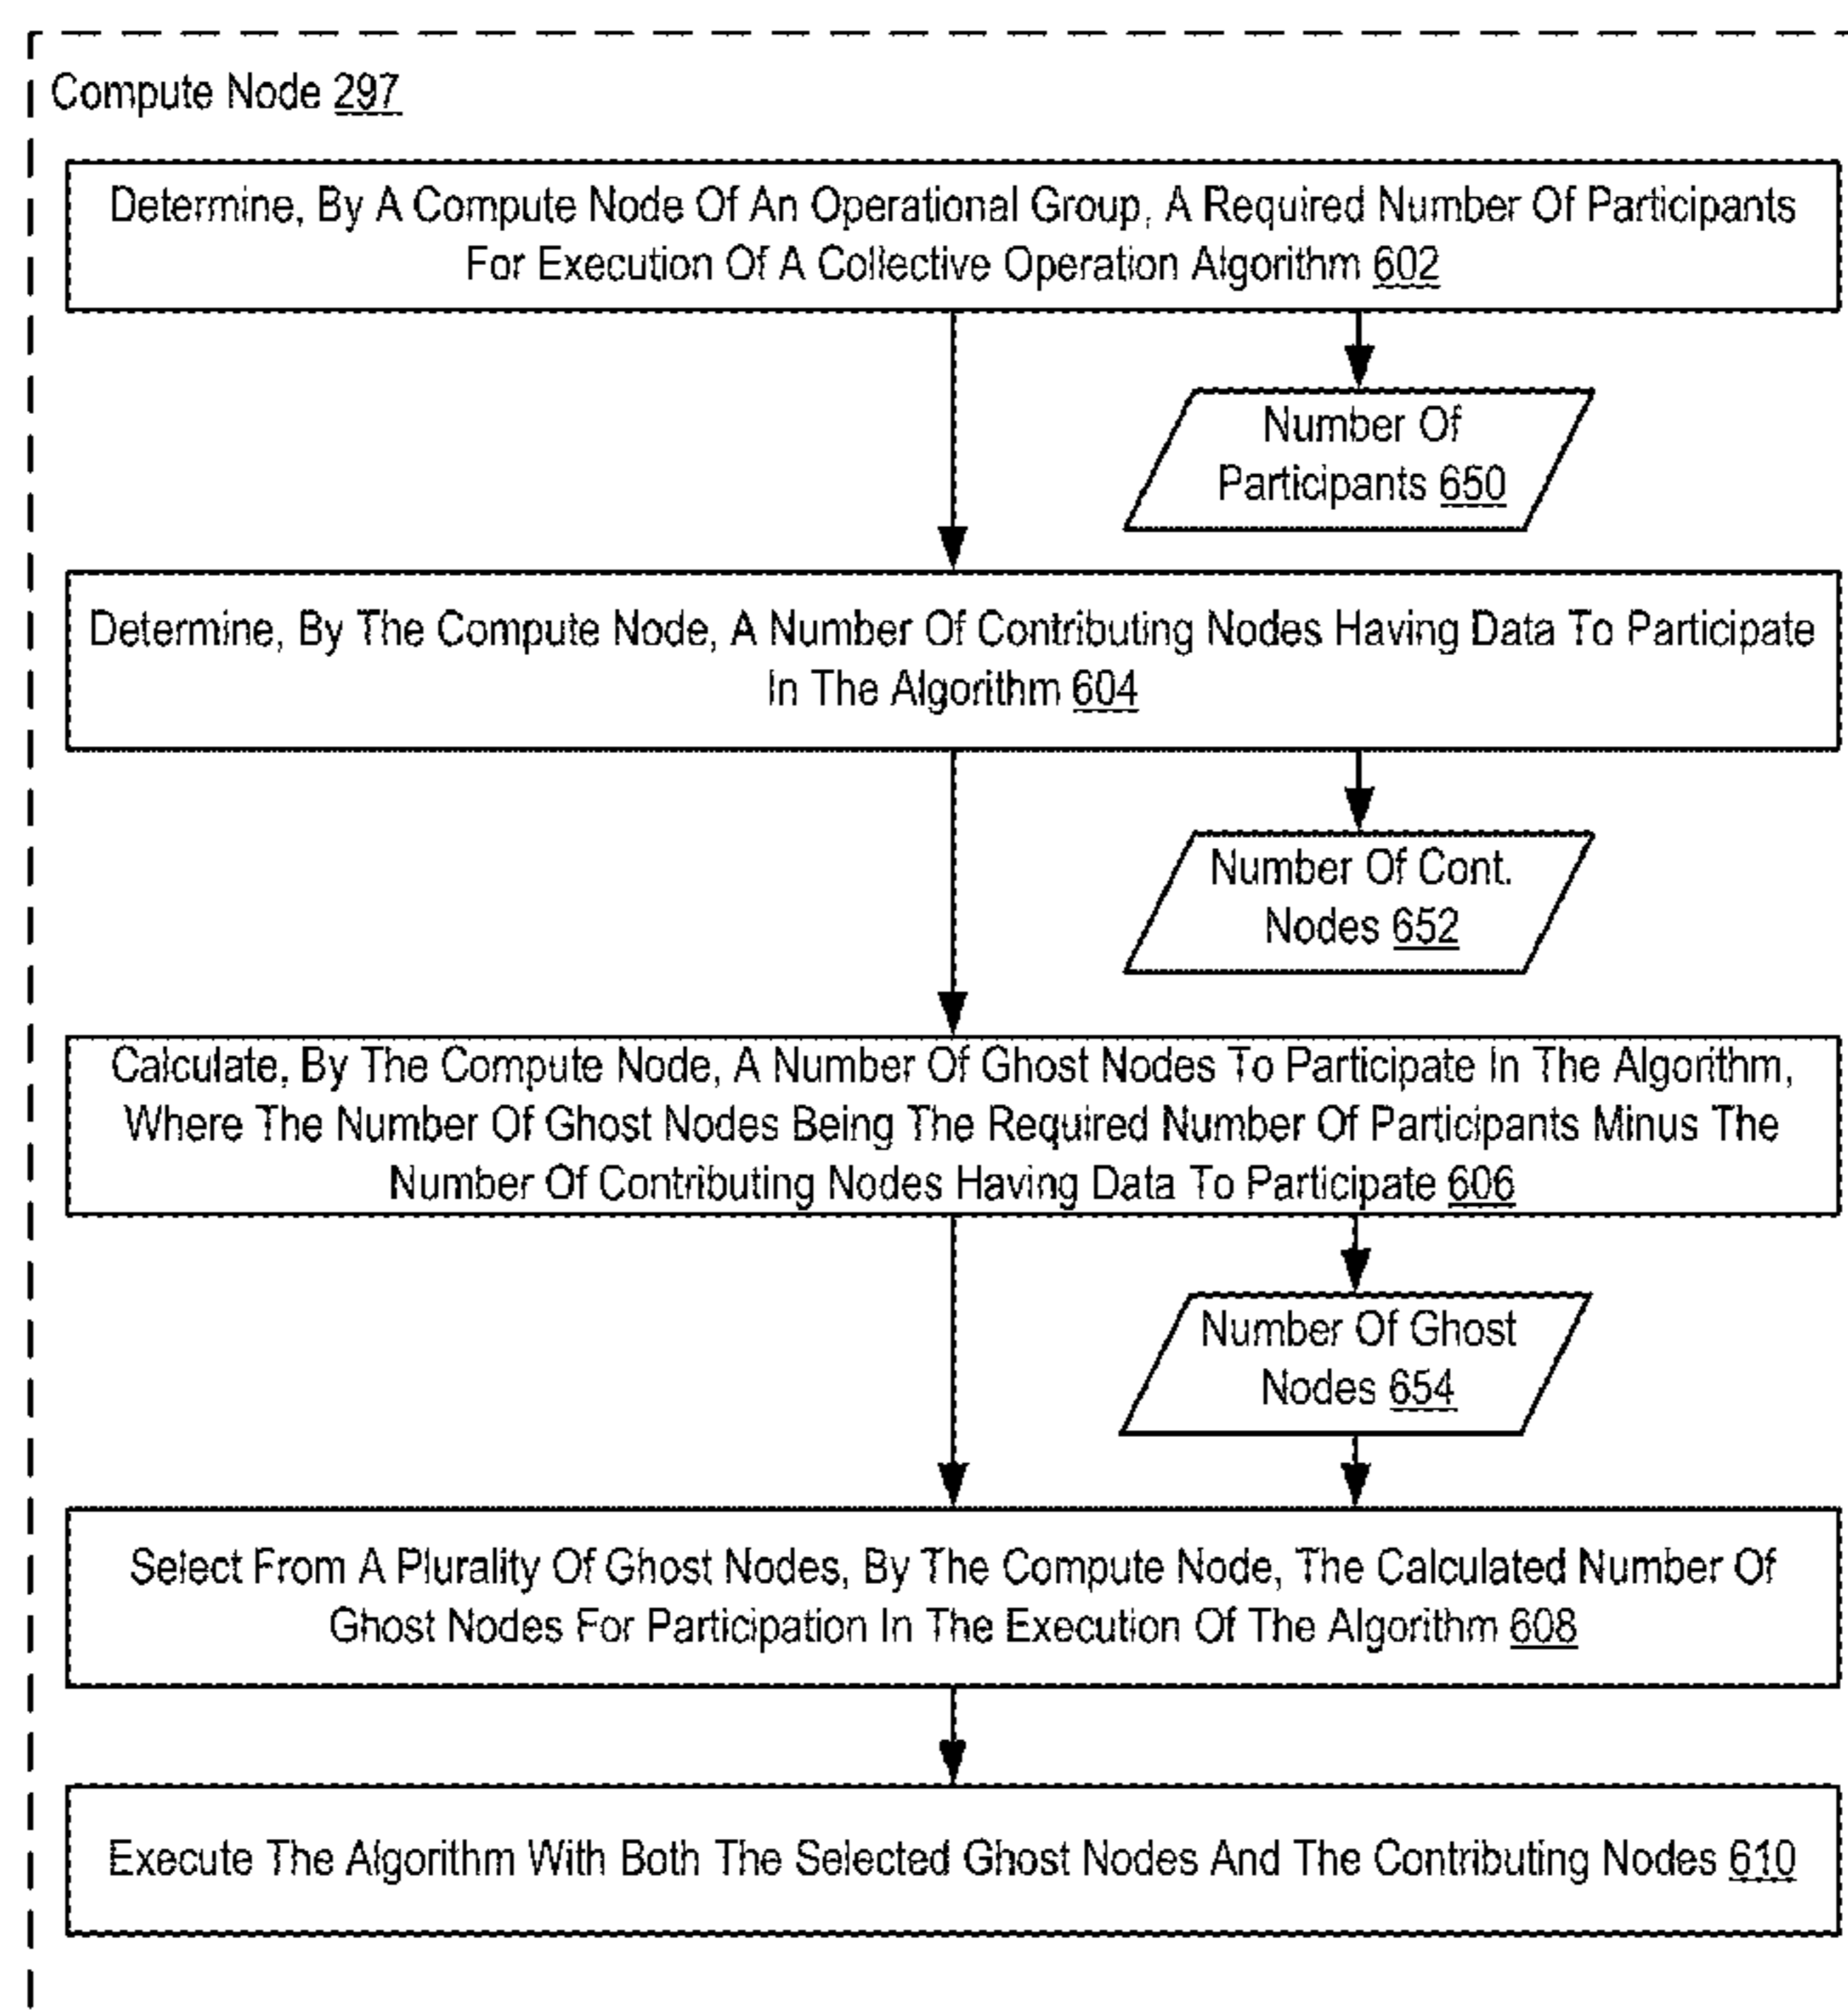 Compute Node 297
Determine, By A Compute Node Of An Operational Group, A Required Number Of Participants
For Execution Of A Collective Operation Algorithm 602
Number Of
Participants 650
Determine, By The Compute Node, A Number Of Contributing Nodes Having Data To Participate
In The Algorithm 604
Number Of Cont.
Nodes 652
Calculate, By The Compute Node, A Number Of Ghost Nodes To Participate In The Algorithm,
Where The Number Of Ghost Nodes Being The Required Number Of Participants Minus The
Number Of Contributing Nodes Having Data To Participate 606
Number Of Ghost
Nodes 654
Select From A Plurality Of Ghost Nodes, By The Compute Node, The Calculated Number Of
Ghost Nodes For Participation In The Execution Of The Algorithm 608
Execute The Algorithm With Both The Selected Ghost Nodes And The Contributing Nodes 610